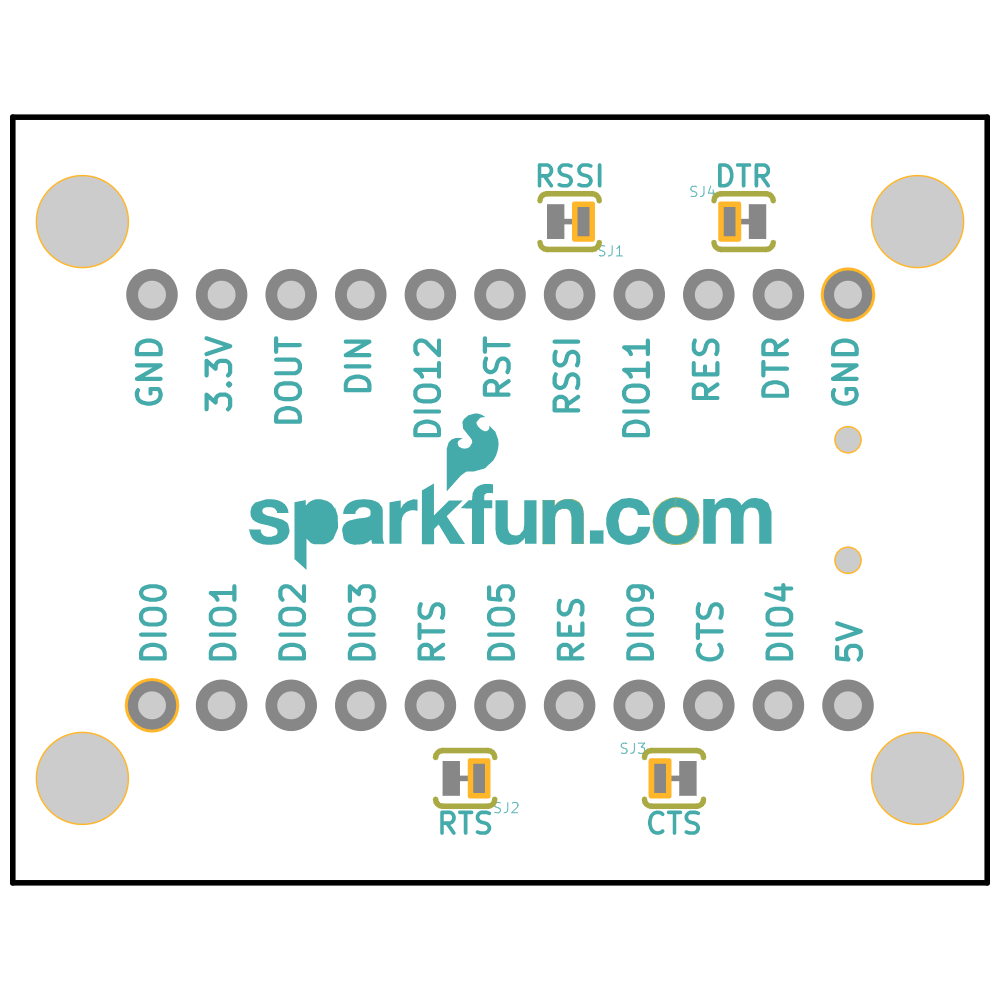 RSSI
DTR
SJ4
SJ1
GND
3.3V
DOUT
DIN
DIO12
RST
RSSI
DIO11
RES
DTR
GND
sparkfun.com
DIO0
DIO1
DIO2
DIO3
RTS
DIO5
RES
DIO9
CTS
DIO4
5V
SJ3
SJ2
RTS
CTS